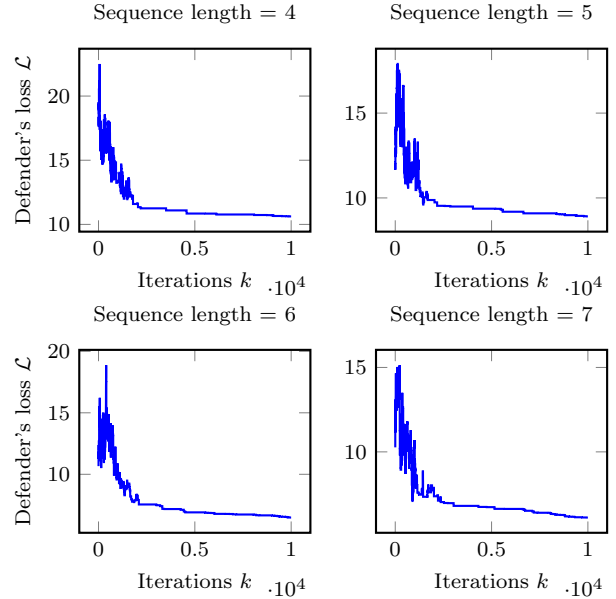 Sequence length = 4
Sequence length = 5
Defender's loss ℒ
20
15
10
15
10
0
0.5
1
0
0.5
1
Iterations k
·10⁴
Iterations k
·10⁴
Sequence length = 6
Sequence length = 7
Defender's loss ℒ
20
15
10
15
10
0
0.5
1
0
0.5
1
Iterations k
·10⁴
Iterations k
·10⁴